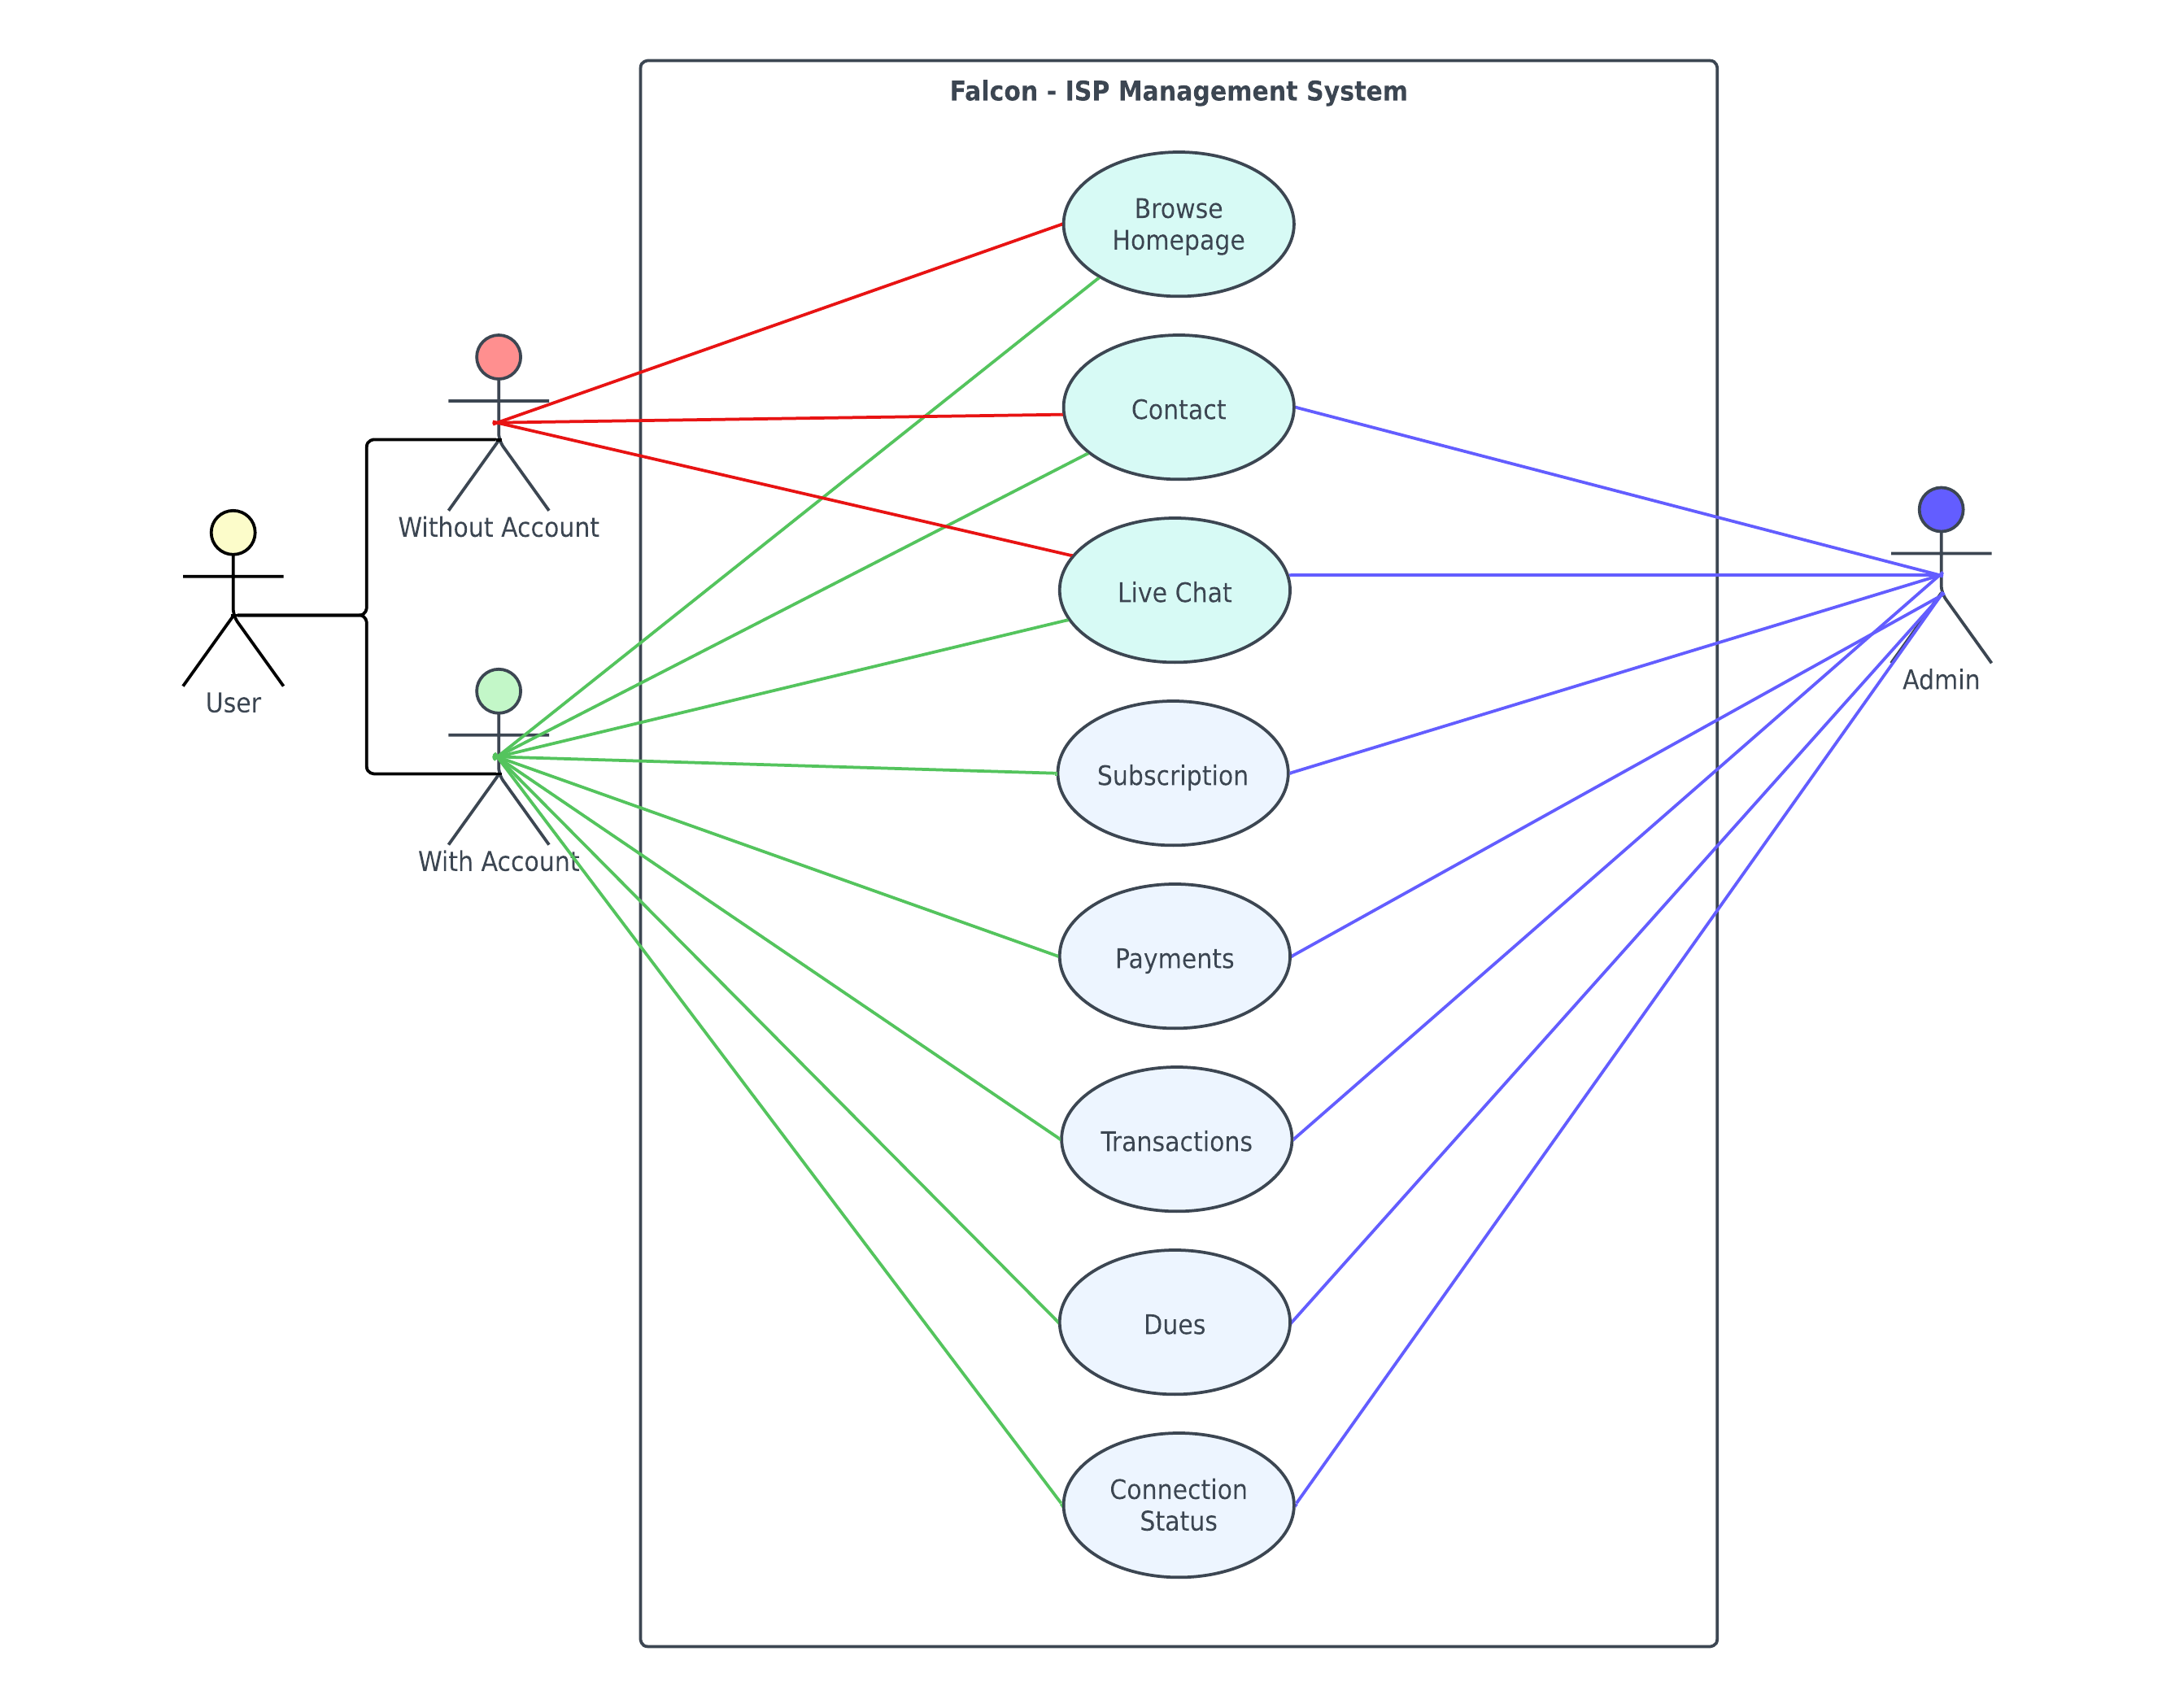 Falcon - ISP Management System
Browse
Homepage
Contact
Without Account
Live Chat
User
Admin
Subscription
With Account
Payments
Transactions
Dues
Connection
Status